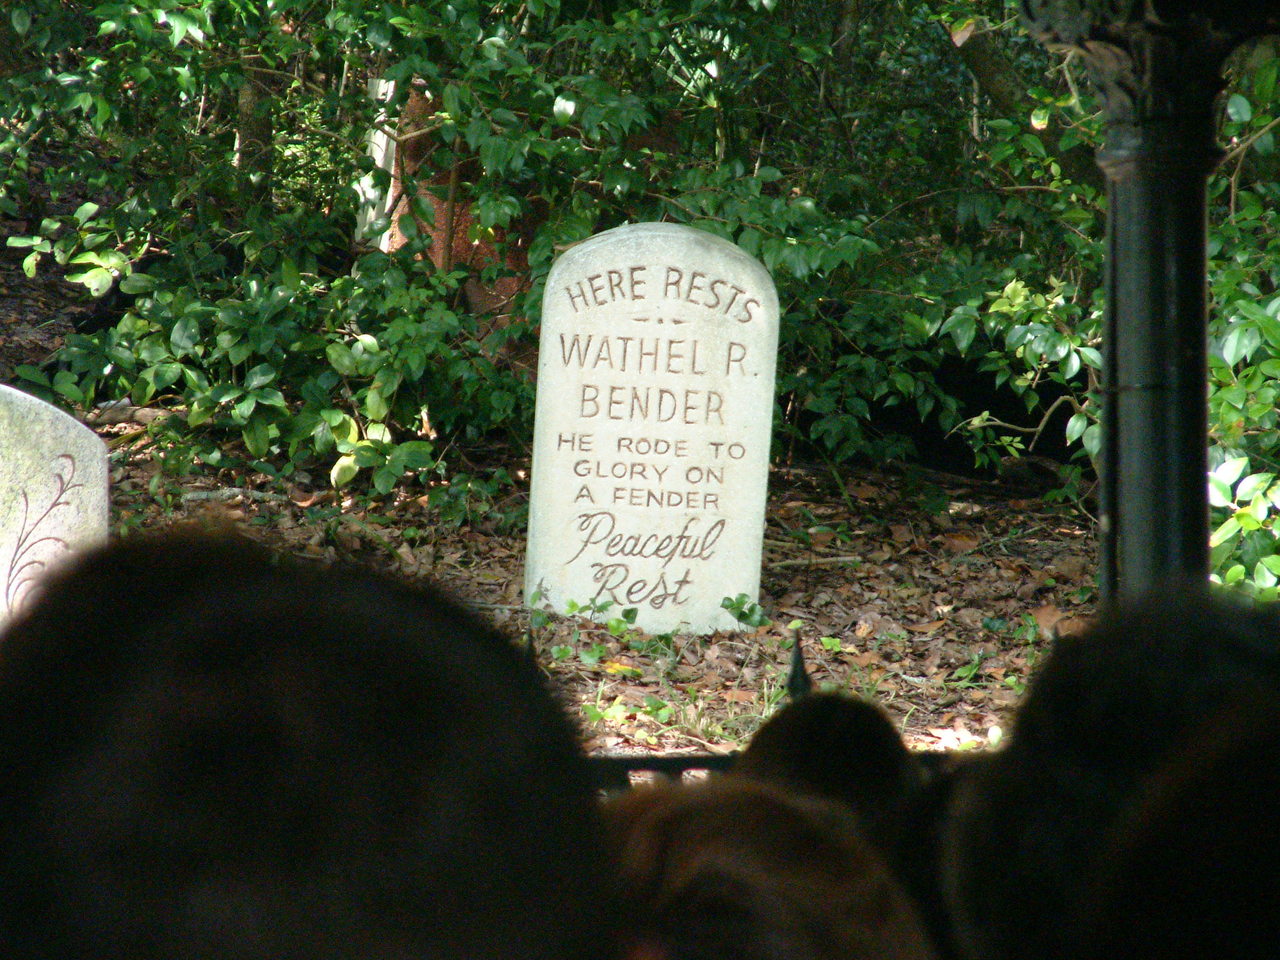 HERE RESTS
WATHEL R.
BENDER
HE RODE TO
GLORY ON
A FENDER
Peaceful
Rest